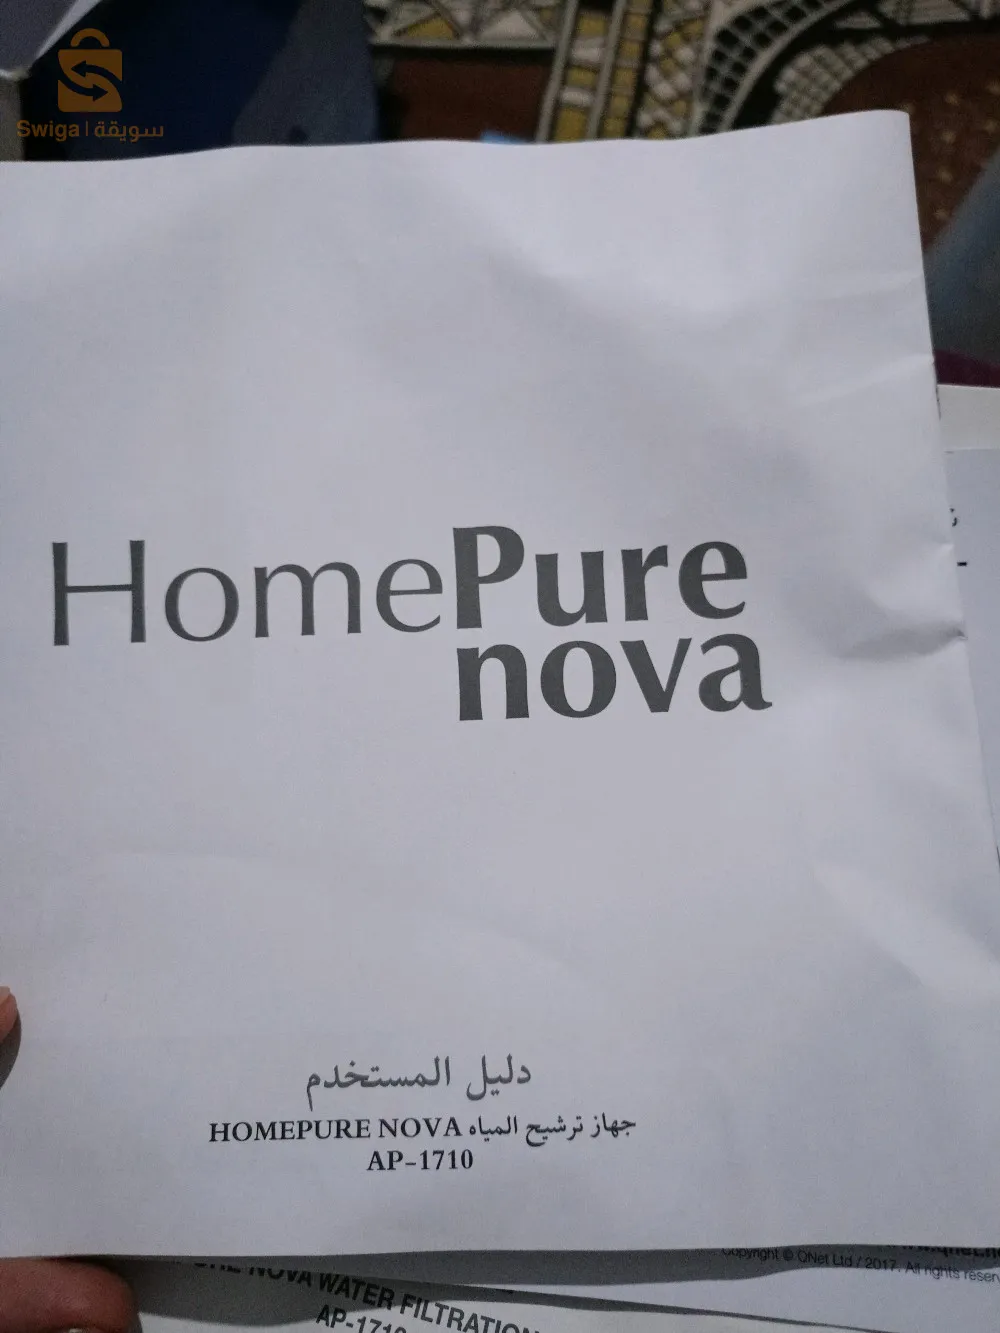 Swiga | سويقة
HomePure
nova
دليل المستخدم
جهاز ترشيح المياه HOMEPURE NOVA
AP-1710
Copyright © QNet Ltd / 2017. All rights
NOVA WATER FILTRATION